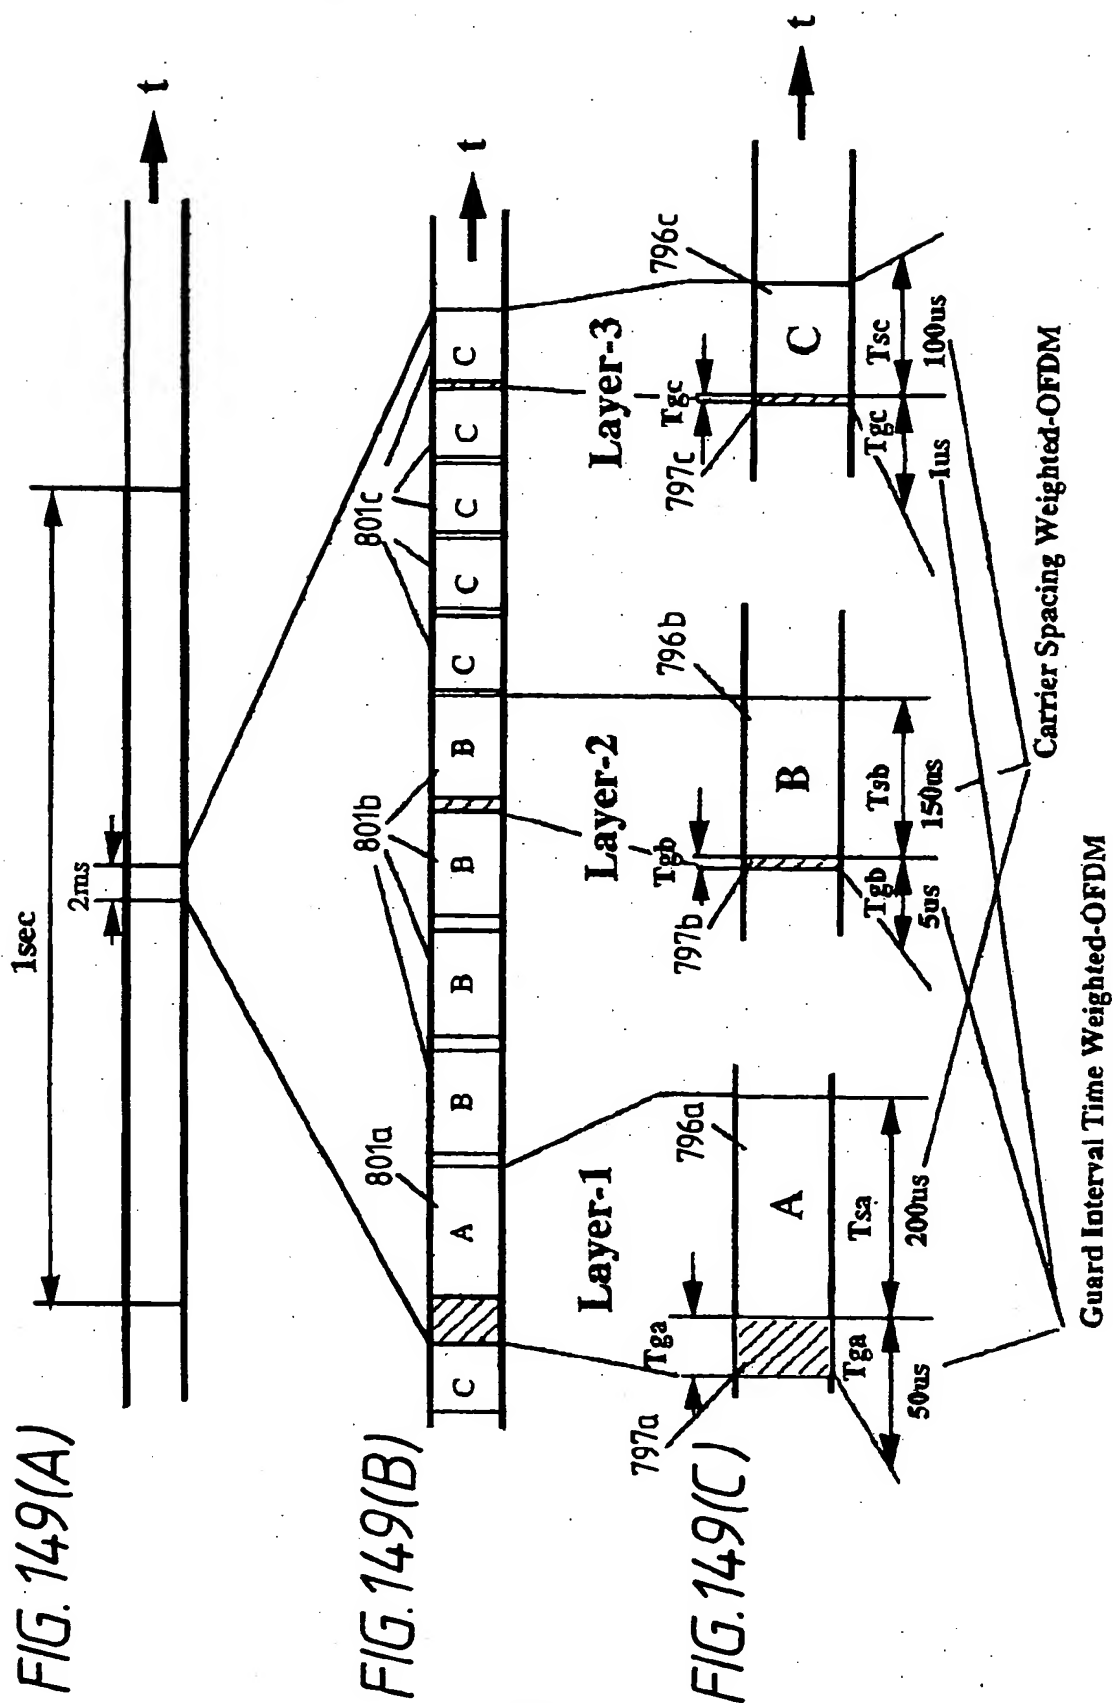 FIG. 149(A)
1sec
2ms
t
FIG. 149(B)
801a
801b
801c
C A B B B B C C C C C
t
Layer-1
Layer-2
Layer-3
FIG. 149(C)
797a
Tga
796a
A
Tga
Tsa
50us
200us
797b
Tgb
796b
B
Tgb
Tsb
5us
150us
797c
Tgc
796c
C
Tgc
Tsc
1us
100us
t
Guard Interval Time Weighted-OFDM
Carrier Spacing Weighted-OFDM